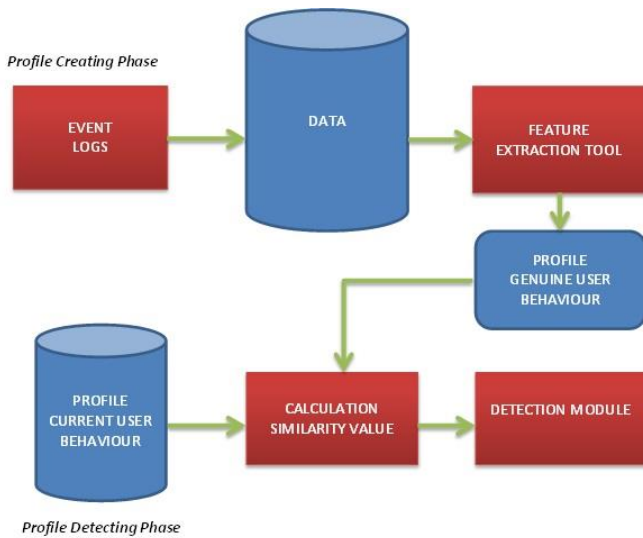 Profile Creating Phase
EVENT
LOGS
DATA
FEATURE
EXTRACTION TOOL
PROFILE
GENUINE USER
BEHAVIOUR
PROFILE
CURRENT USER
BEHAVIOUR
CALCULATION
SIMILARITY VALUE
DETECTION MODULE
Profile Detecting Phase